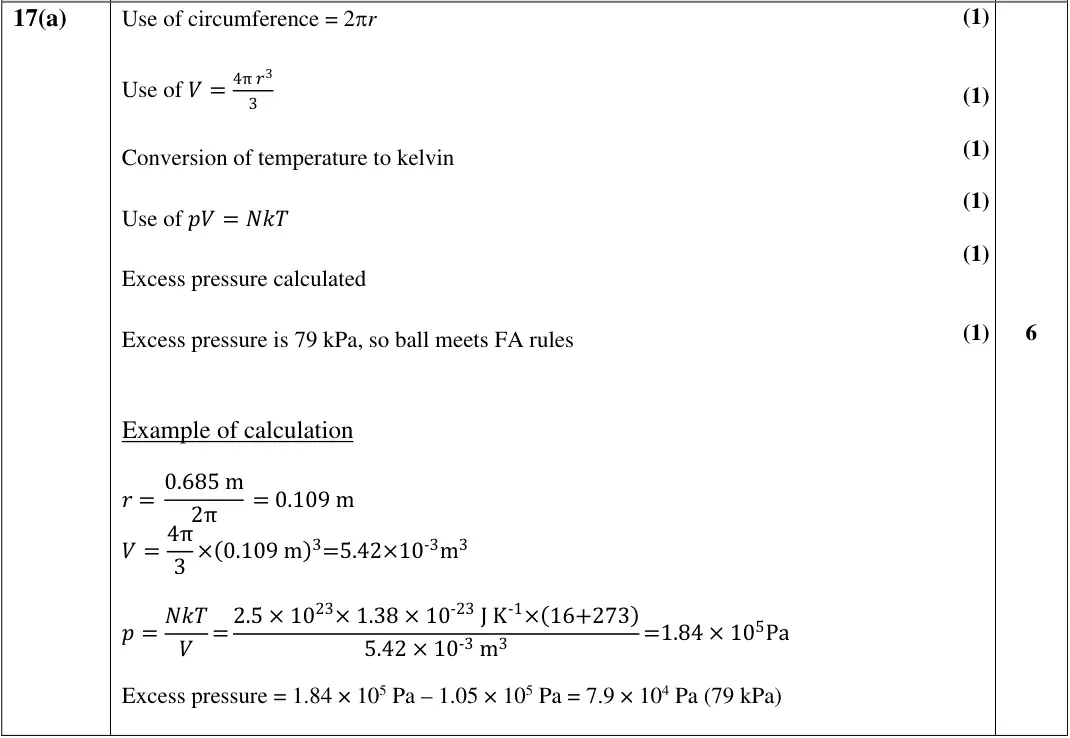 17(a) Use of circumference = 2πr (1)
Use of V = 4π r³ / 3 (1)
Conversion of temperature to kelvin (1)
Use of pV = NkT (1)
Excess pressure calculated (1)
Excess pressure is 79 kPa, so ball meets FA rules (1) 6
Example of calculation
r = 0.685 m / 2π = 0.109 m
V = 4π / 3 ×(0.109 m)³=5.42×10⁻³m³
p = NkT / V = 2.5 × 10²³× 1.38 × 10⁻²³ J K⁻¹×(16+273) / 5.42 × 10⁻³ m³ =1.84 × 10⁵Pa
Excess pressure = 1.84 × 10⁵ Pa – 1.05 × 10⁵ Pa = 7.9 × 10⁴ Pa (79 kPa)